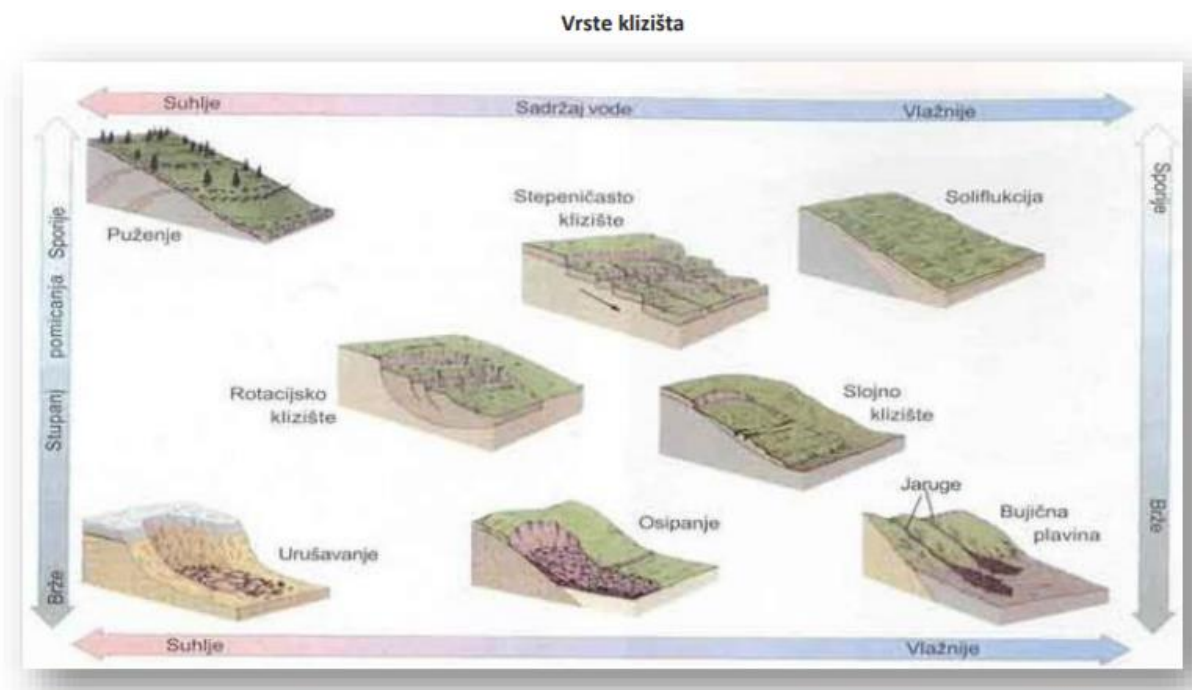 Vrste klizišta
Suhlje
Sadržaj vode
Vlažnije
Stupanj pomicanja Sporije
Brže
Sporije
Brže
Puženje
Stepeničasto
klizište
Soliflukcija
Rotacijsko
klizište
Slojno
klizište
Urušavanje
Osipanje
Jaruge
Bujična
plavina
Suhlje
Vlažnije